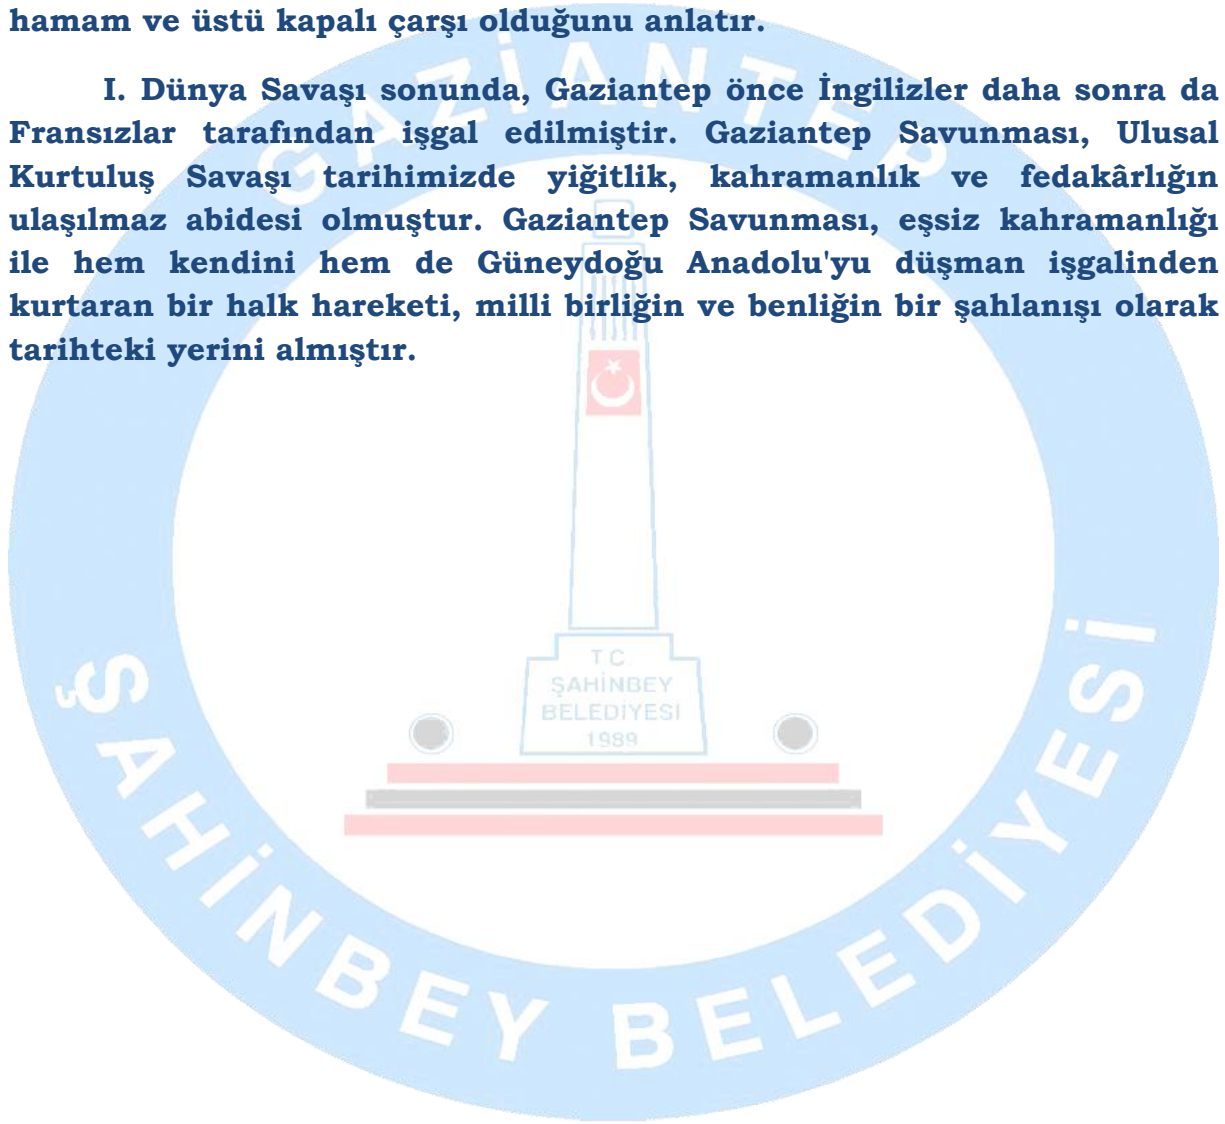 hamam ve üstü kapalı çarşı olduğunu anlatır.
I. Dünya Savaşı sonunda, Gaziantep önce İngilizler daha sonra da
Fransızlar tarafından işgal edilmiştir. Gaziantep Savunması, Ulusal
Kurtuluş Savaşı tarihimizde yiğitlik, kahramanlık ve fedakârlığın
ulaşılmaz abidesi olmuştur. Gaziantep Savunması, eşsiz kahramanlığı
ile hem kendini hem de Güneydoğu Anadolu'yu düşman işgalinden
kurtaran bir halk hareketi, milli birliğin ve benliğin bir şahlanışı olarak
tarihteki yerini almıştır.
GAZİANTEP
T.C.
ŞAHİNBEY
BELEDİYESİ
1989
ŞAHİNBEY BELEDİYESİ